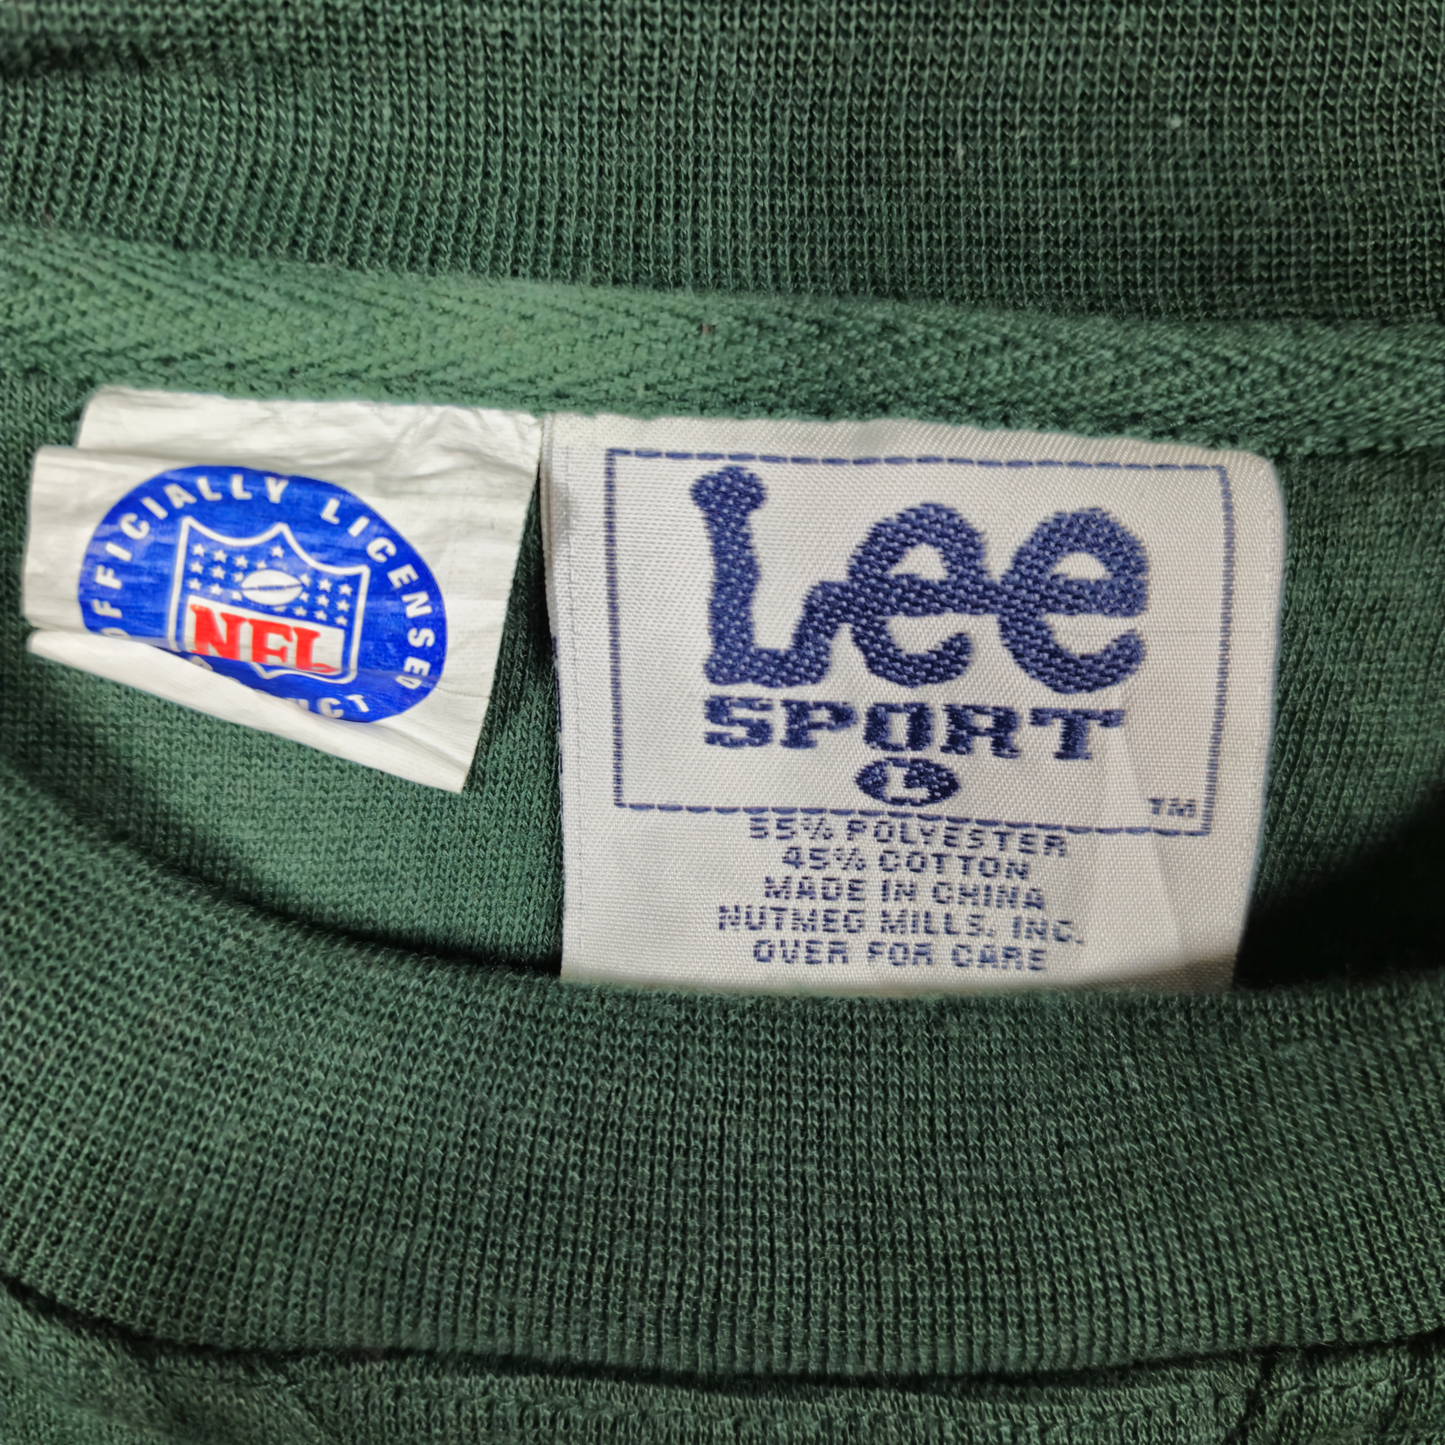 OFFICIALLY LICENSED
NFL
Lee
SPORT
L
TM
55% POLYESTER
45% COTTON
MADE IN CHINA
NUTMEG MILLS, INC.
OVER FOR CARE